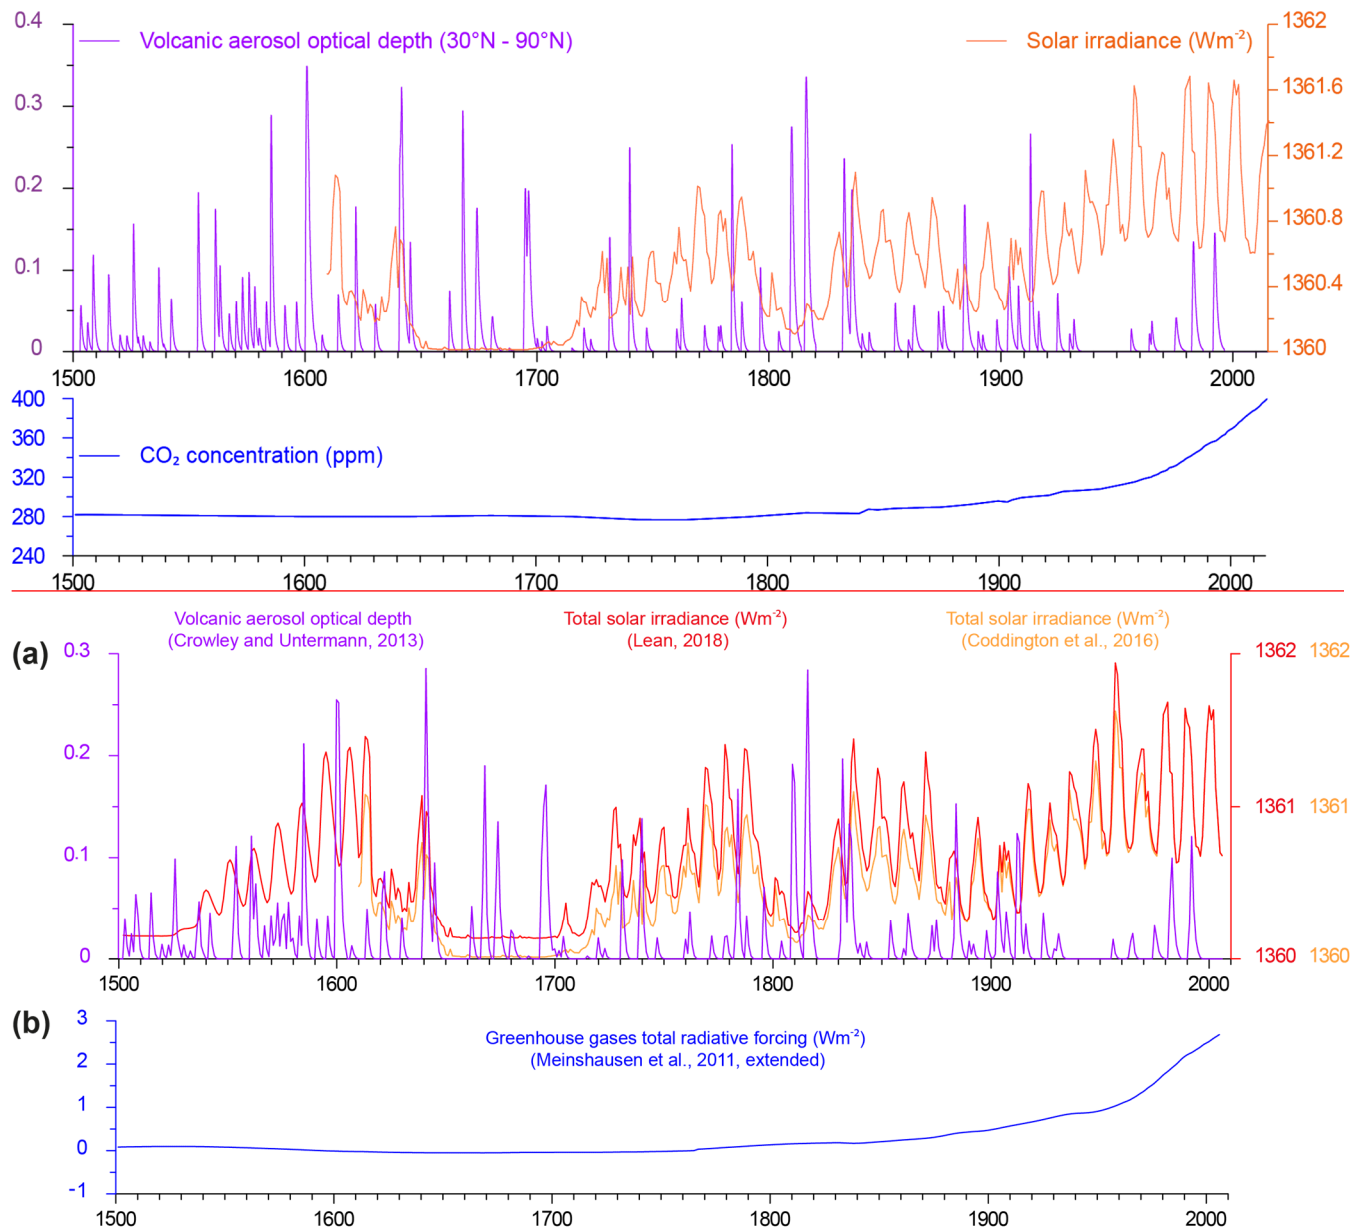 0.4
0.3
0.2
0.1
0
Volcanic aerosol optical depth (30°N - 90°N)
Solar irradiance (Wm⁻²)
1362
1361.6
1361.2
1360.8
1360.4
1360
1500 1600 1700 1800 1900 2000
400
360
320
280
240
CO₂ concentration (ppm)
1500 1600 1700 1800 1900 2000
(a)
Volcanic aerosol optical depth
(Crowley and Untermann, 2013)
Total solar irradiance (Wm⁻²)
(Lean, 2018)
Total solar irradiance (Wm⁻²)
(Coddington et al., 2016)
0.3
0.2
0.1
0
1362 1362
1361 1361
1360 1360
1500 1600 1700 1800 1900 2000
(b)
3
2
1
0
-1
Greenhouse gases total radiative forcing (Wm⁻²)
(Meinshausen et al., 2011, extended)
1500 1600 1700 1800 1900 2000